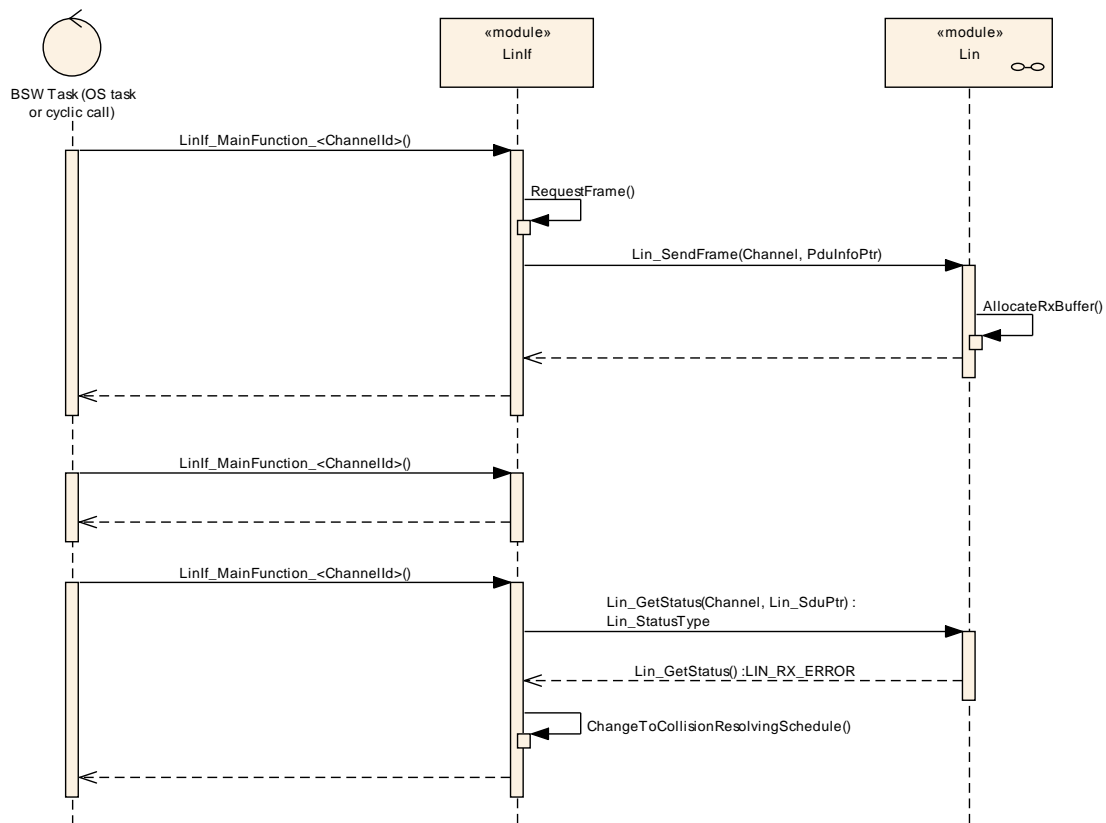 «module»
LinIf
«module»
Lin
BSW Task (OS task
or cyclic call)
LinIf_MainFunction_<ChannelId>()
RequestFrame()
Lin_SendFrame(Channel, PduInfoPtr)
AllocateRxBuffer()
LinIf_MainFunction_<ChannelId>()
LinIf_MainFunction_<ChannelId>()
Lin_GetStatus(Channel, Lin_SduPtr) :
Lin_StatusType
Lin_GetStatus() :LIN_RX_ERROR
ChangeToCollisionResolvingSchedule()